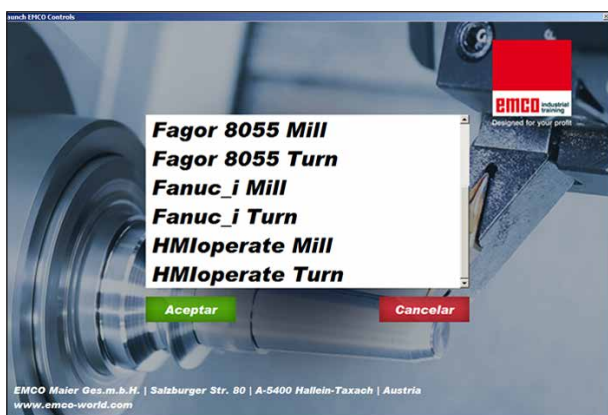 aunch EMCO Controls
emco industrial
training
Designed for your profit
Fagor 8055 Mill
Fagor 8055 Turn
Fanuc_i Mill
Fanuc_i Turn
HMIoperate Mill
HMIoperate Turn
Aceptar
Cancelar
EMCO Maier Ges.m.b.H. | Salzburger Str. 80 | A-5400 Hallein-Taxach | Austria
www.emco-world.com